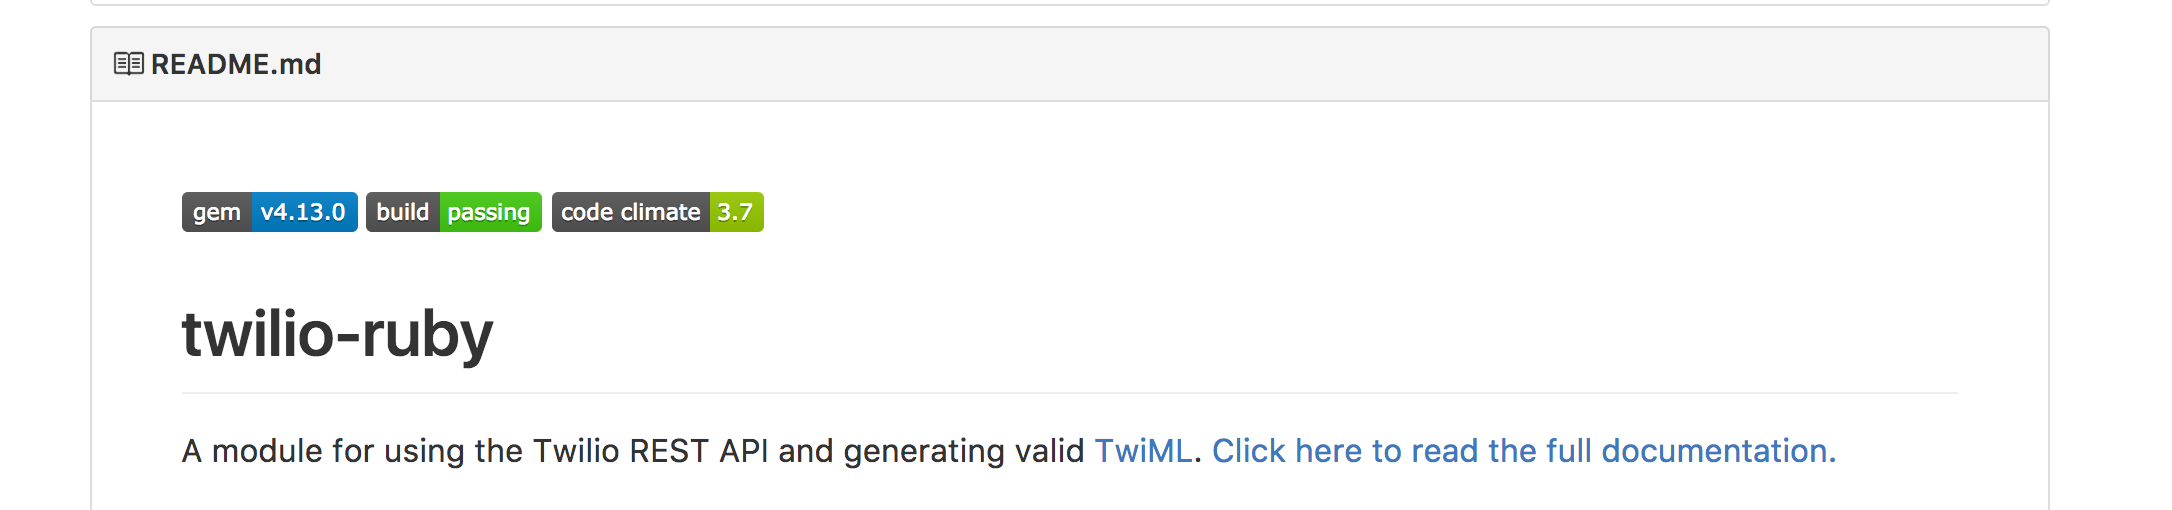 README.md
gem v4.13.0 build passing code climate 3.7
twilio-ruby
A module for using the Twilio REST API and generating valid TwiML. Click here to read the full documentation.